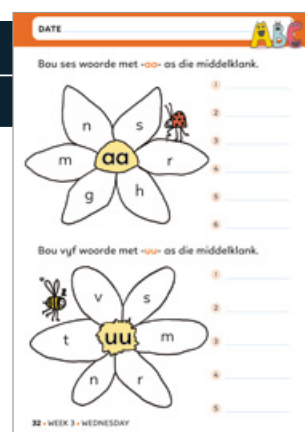 DATE
ABC
Bou ses woorde met -aa- as die middelklank.
n
s
m
aa
r
g
h
1
2
3
4
5
6
Bou vyf woorde met -uu- as die middelklank.
v
s
t
uu
m
n
r
1
2
3
4
5
32 • WEEK 3 • WEDNESDAY